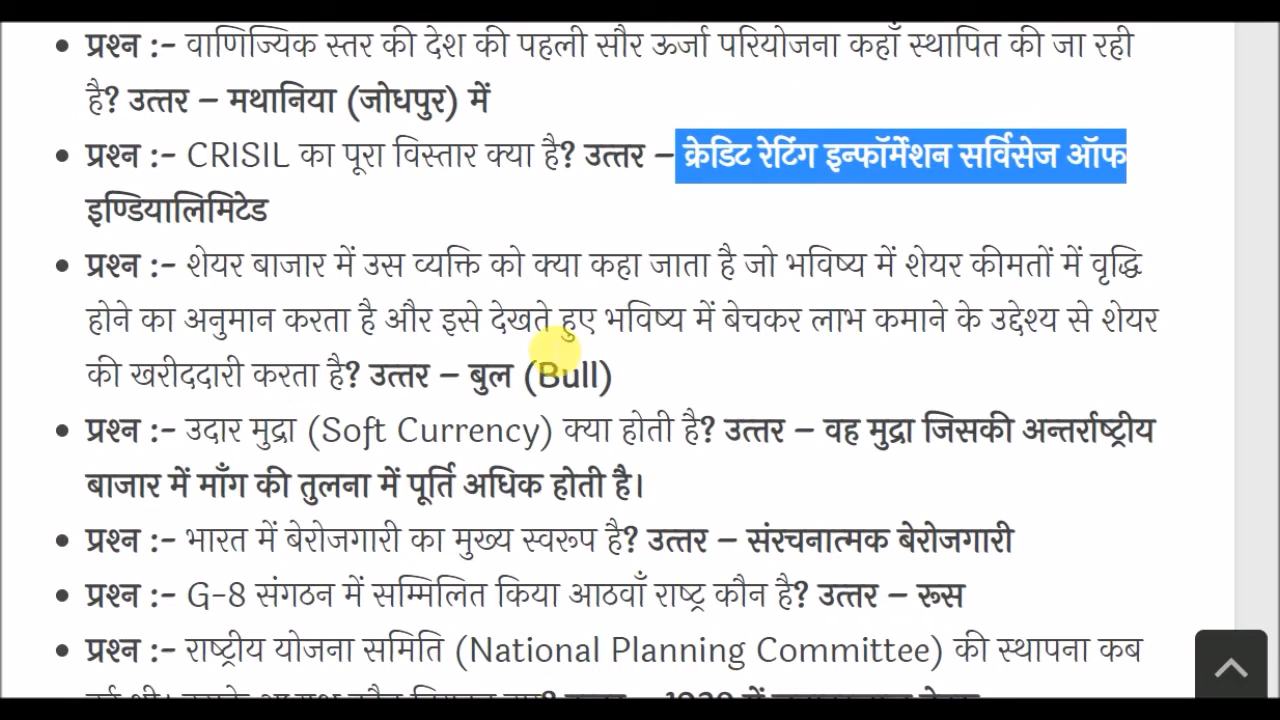 प्रश्न :- वाणिज्यिक स्तर की देश की पहली सौर ऊर्जा परियोजना कहाँ स्थापित की जा रही
है? उत्तर – मथानिया (जोधपुर) में
प्रश्न :- CRISIL का पूरा विस्तार क्या है? उत्तर – क्रेडिट रेटिंग इन्फॉर्मेशन सर्विसेज ऑफ
इण्डियालिमिटेड
प्रश्न :- शेयर बाजार में उस व्यक्ति को क्या कहा जाता है जो भविष्य में शेयर कीमतों में वृद्धि
होने का अनुमान करता है और इसे देखते हुए भविष्य में बेचकर लाभ कमाने के उद्देश्य से शेयर
की खरीददारी करता है? उत्तर – बुल (Bull)
प्रश्न :- उदार मुद्रा (Soft Currency) क्या होती है? उत्तर – वह मुद्रा जिसकी अन्तर्राष्ट्रीय
बाजार में माँग की तुलना में पूर्ति अधिक होती है।
प्रश्न :- भारत में बेरोजगारी का मुख्य स्वरूप है? उत्तर – संरचनात्मक बेरोजगारी
प्रश्न :- G-8 संगठन में सम्मिलित किया आठवाँ राष्ट्र कौन है? उत्तर – रूस
प्रश्न :- राष्ट्रीय योजना समिति (National Planning Committee) की स्थापना कब